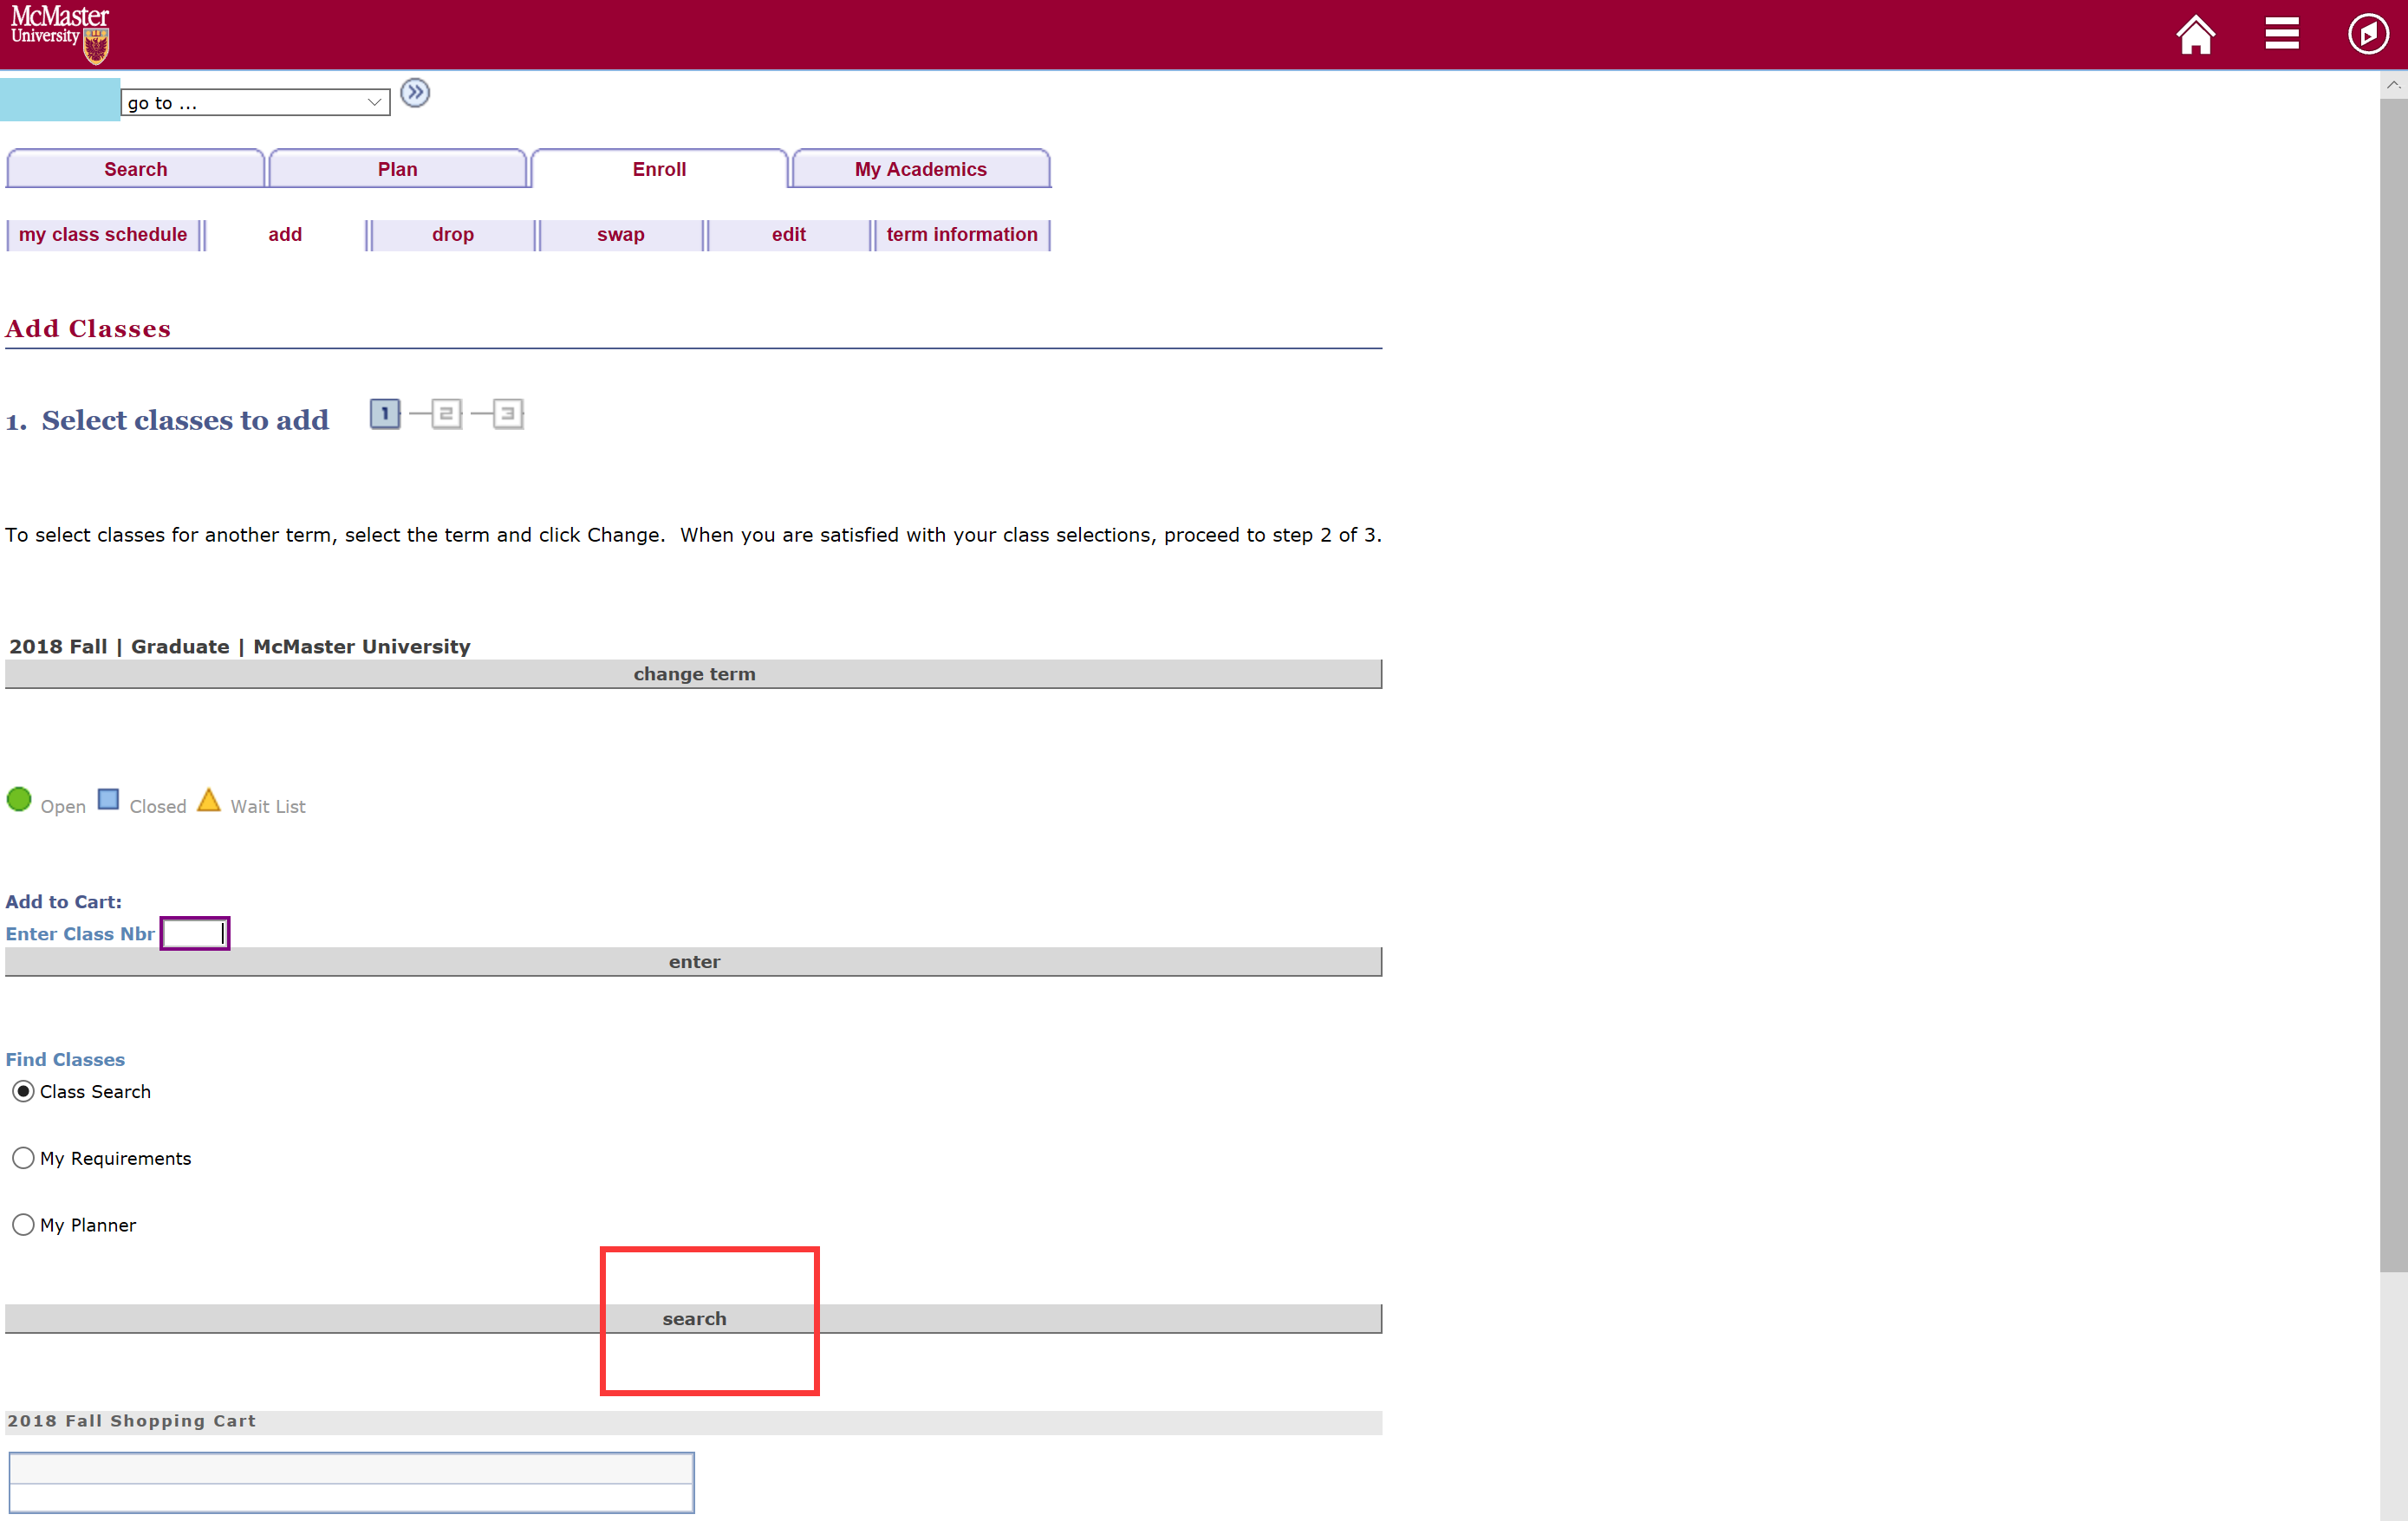 McMaster
University
go to ...
Search Plan Enroll My Academics
my class schedule add drop swap edit term information
Add Classes
1. Select classes to add 1 2 3
To select classes for another term, select the term and click Change. When you are satisfied with your class selections, proceed to step 2 of 3.
2018 Fall | Graduate | McMaster University
change term
Open Closed Wait List
Add to Cart:
Enter Class Nbr
enter
Find Classes
Class Search
My Requirements
My Planner
search
2018 Fall Shopping Cart